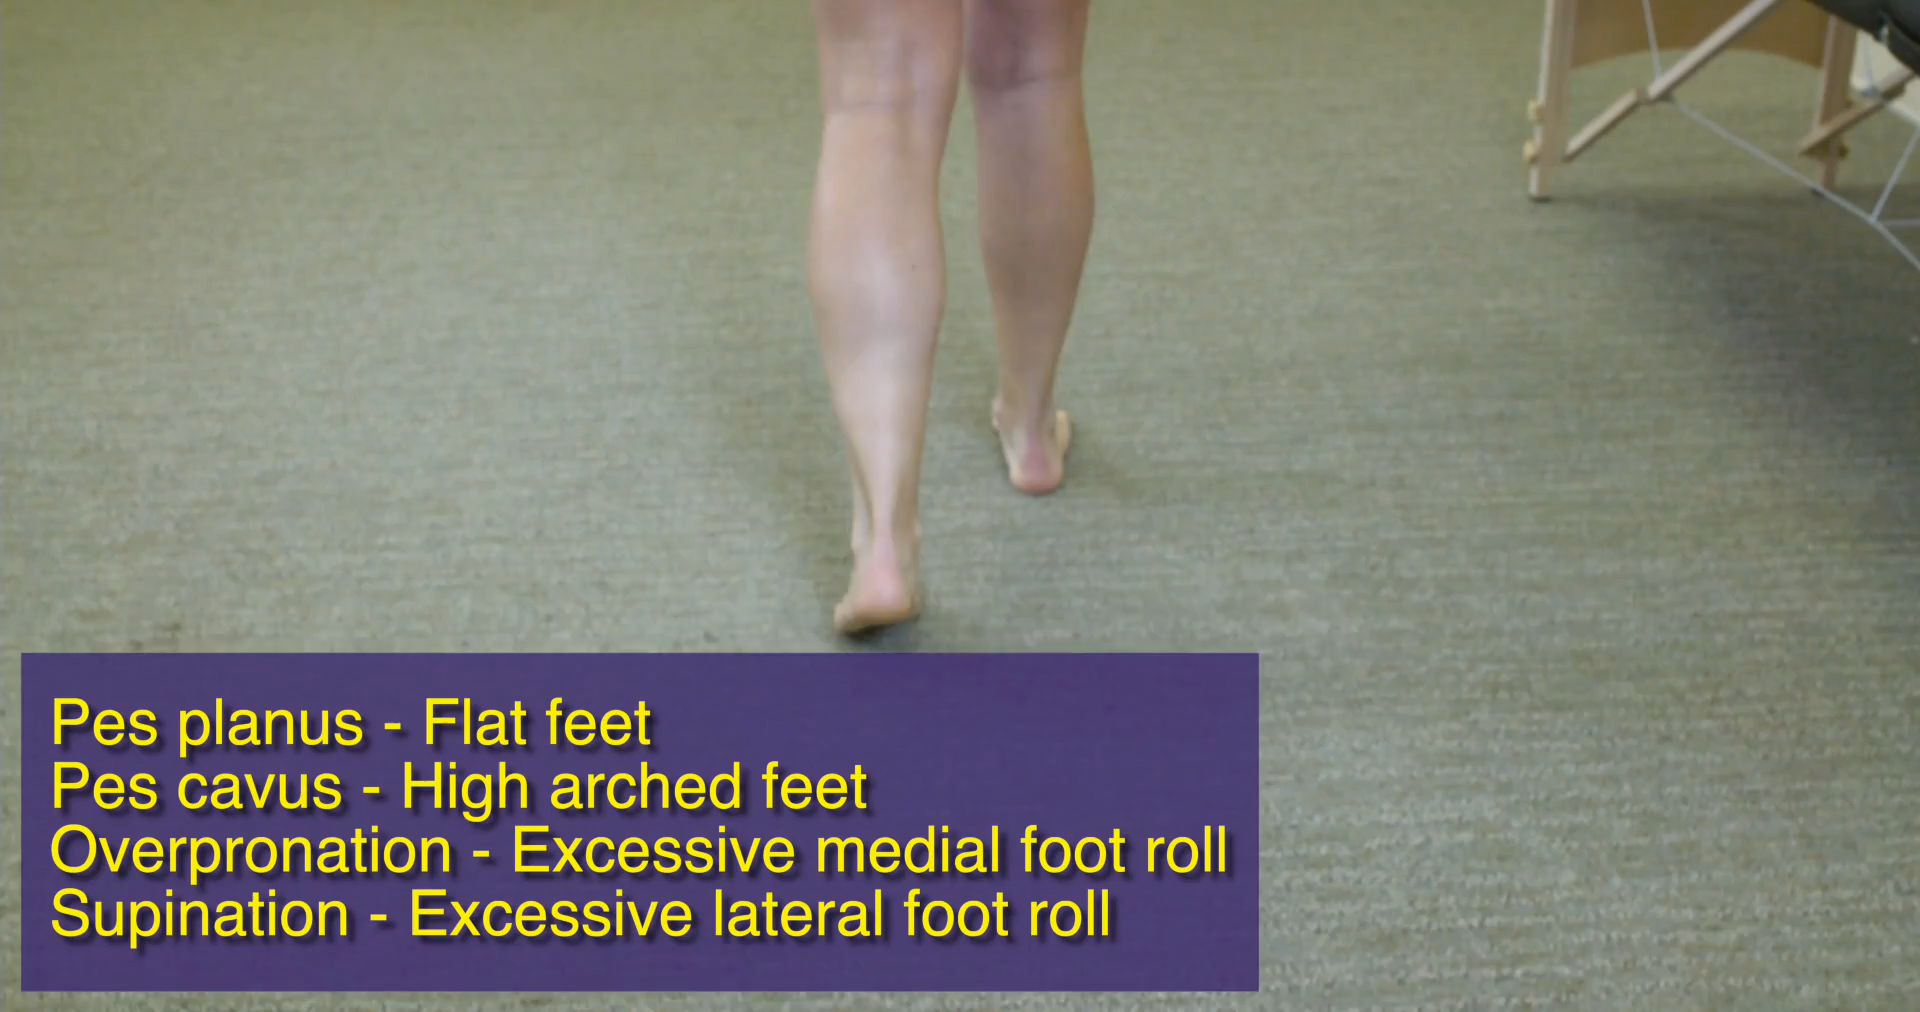 Pes planus - Flat feet
Pes cavus - High arched feet
Overpronation - Excessive medial foot roll
Supination - Excessive lateral foot roll